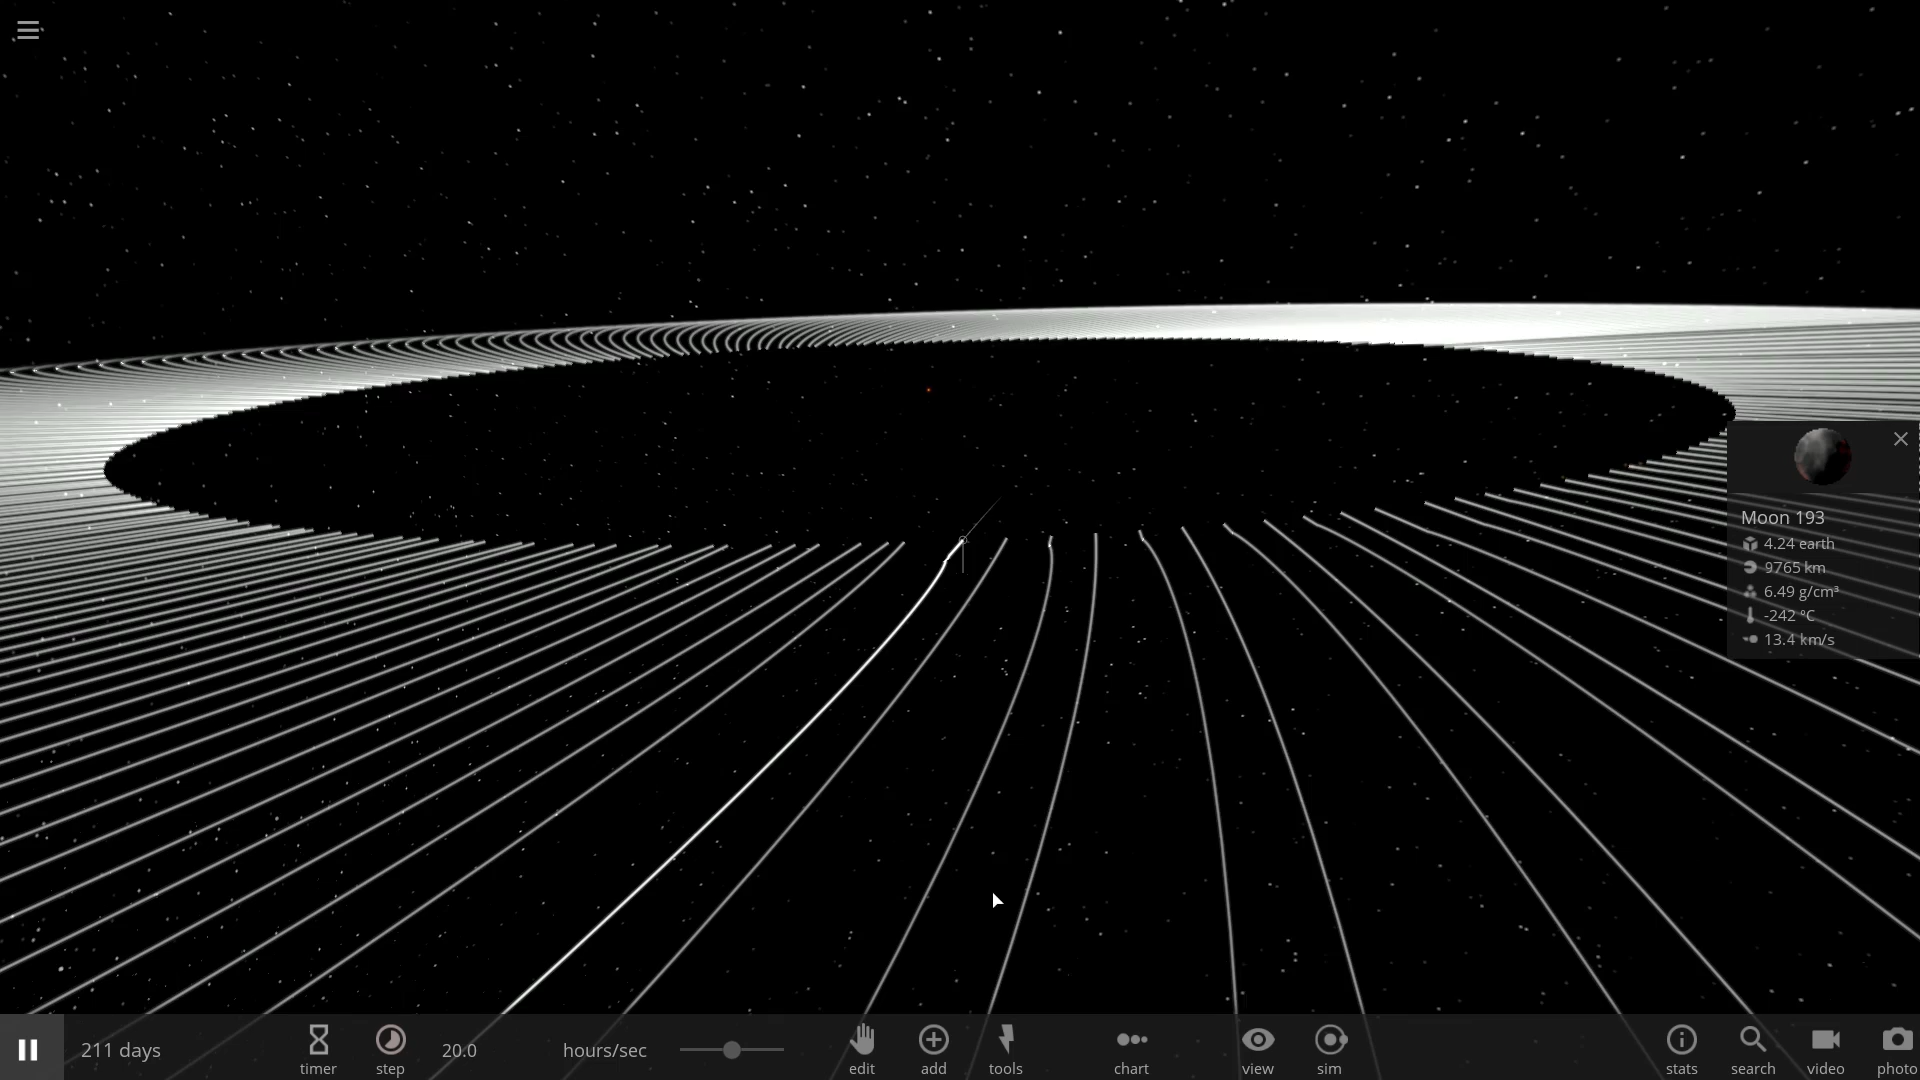 Moon 193
4.24 earth
9765 km
6.49 g/cm³
-242 °C
13.4 km/s
211 days
timer
step
20.0
hours/sec
edit
add
tools
chart
view
sim
stats
search
video
photo